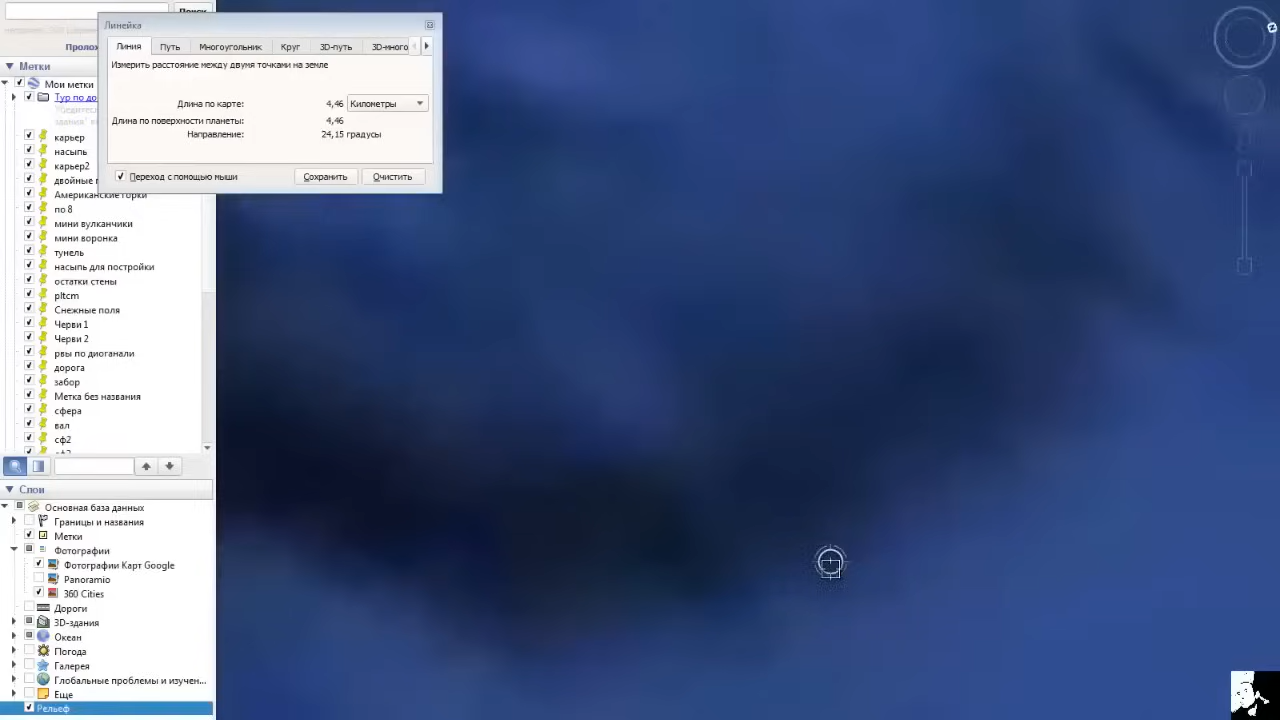 Поиск
Линейка
Линия Путь Многоугольник Круг 3D-путь 3D-много
Измерить расстояние между двумя точками на земле
Длина по карте: 4,46 Километры
Длина по поверхности планеты: 4,46
Направление: 24,15 градусы
Переход с помощью мыши Сохранить Очистить
Метки
Мои метки
Тур по до
карьер
насыпь
карьер2
двойные
Американские горки
по 8
мини вулканчики
мини воронка
тунель
насыпь для постройки
остатки стены
pltcm
Снежные поля
Черви 1
Черви 2
рвы по диоганали
дорога
забор
Метка без названия
сфера
вал
сф2
Слои
Основная база данных
Границы и названия
Метки
Фотографии
Фотографии Карт Google
Panoramio
360 Cities
Дороги
3D-здания
Океан
Погода
Галерея
Глобальные проблемы и изучен...
Еще
Рельеф